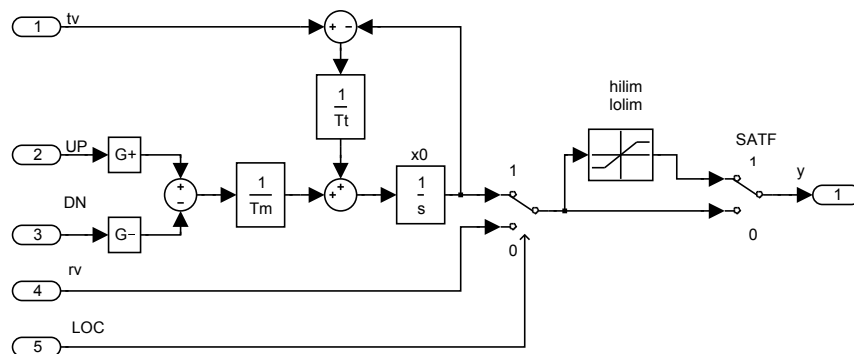 1
tv
+ −
1
Tt
hilim
lolim
2
UP
G+
+
−
1
Tm
+ +
x0
1
s
1
SATF
1
y
1
DN
3
G−
0
0
rv
4
LOC
5